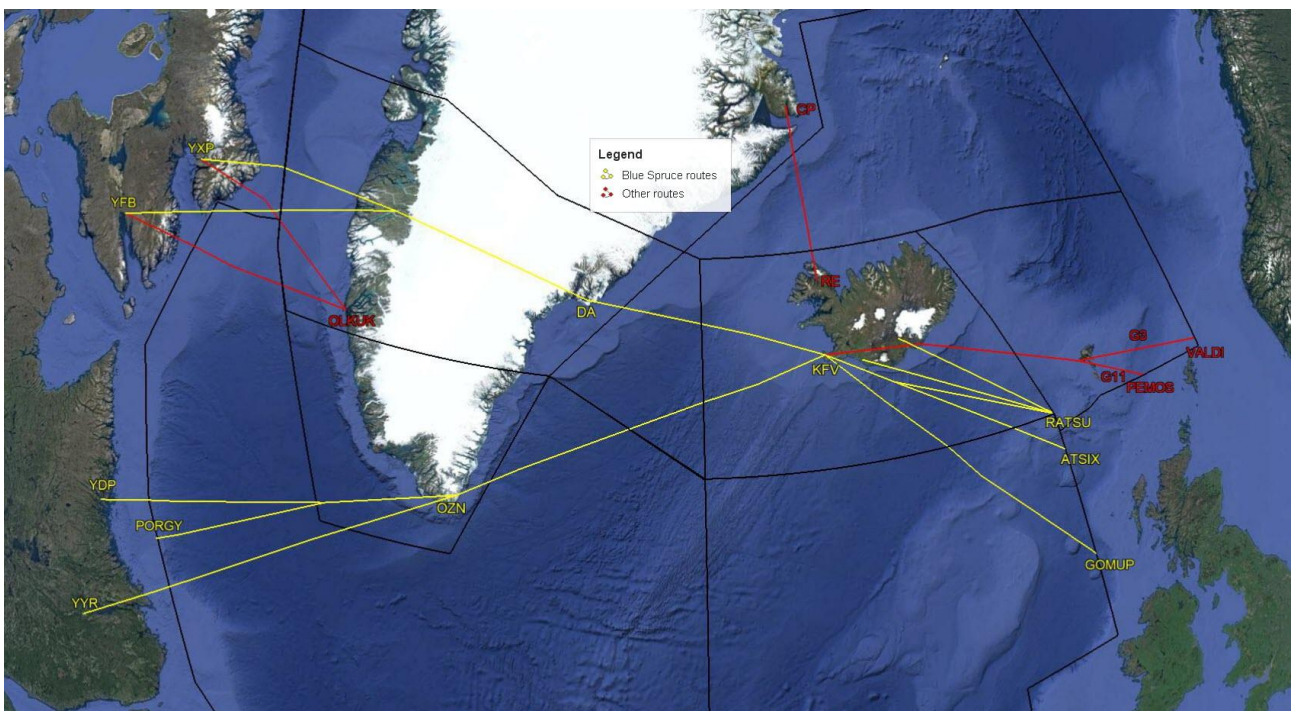 CP
Legend
Blue Spruce routes
Other routes
YXP
YFB
RE
OLKUK
DA
G3
VALDI
KFV
G11
PEMOS
RATSU
ATSIX
YDP
OZN
PORGY
GOMUP
YYR